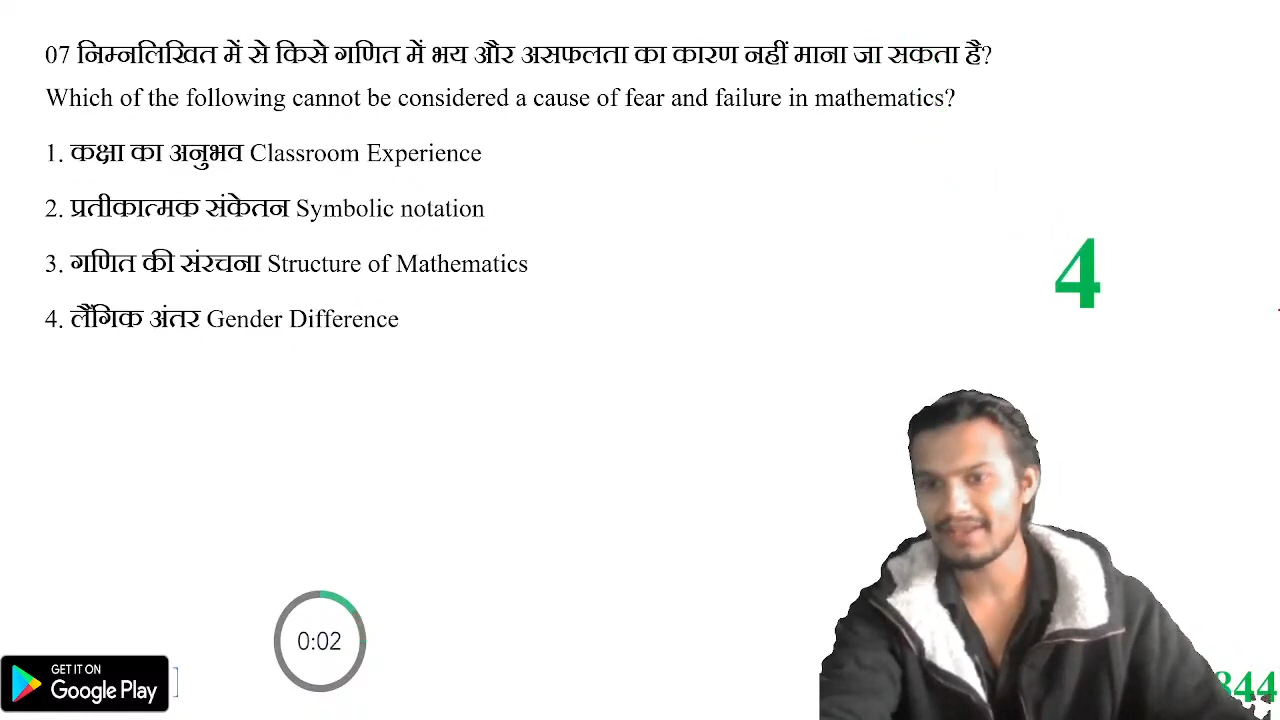 07 निम्नलिखित में से किसे गणित में भय और असफलता का कारण नहीं माना जा सकता है?
Which of the following cannot be considered a cause of fear and failure in mathematics?
1. कक्षा का अनुभव Classroom Experience
2. प्रतीकात्मक संकेतन Symbolic notation
3. गणित की संरचना Structure of Mathematics
4. लैंगिक अंतर Gender Difference
4
0:02
GET IT ON
Google Play
844